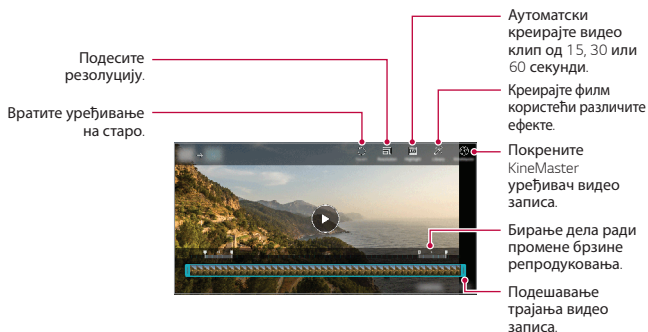 Подесите
резолуцију.
Вратите уређивање
на старо.
Аутоматски
креирајте видео
клип од 15, 30 или
60 секунди.
Креирајте филм
користећи различите
ефекте.
Покрените
KineMaster
уређивач видео
записа.
Бирање дела ради
промене брзине
репродуковања.
Подешавање
трајања видео
записа.